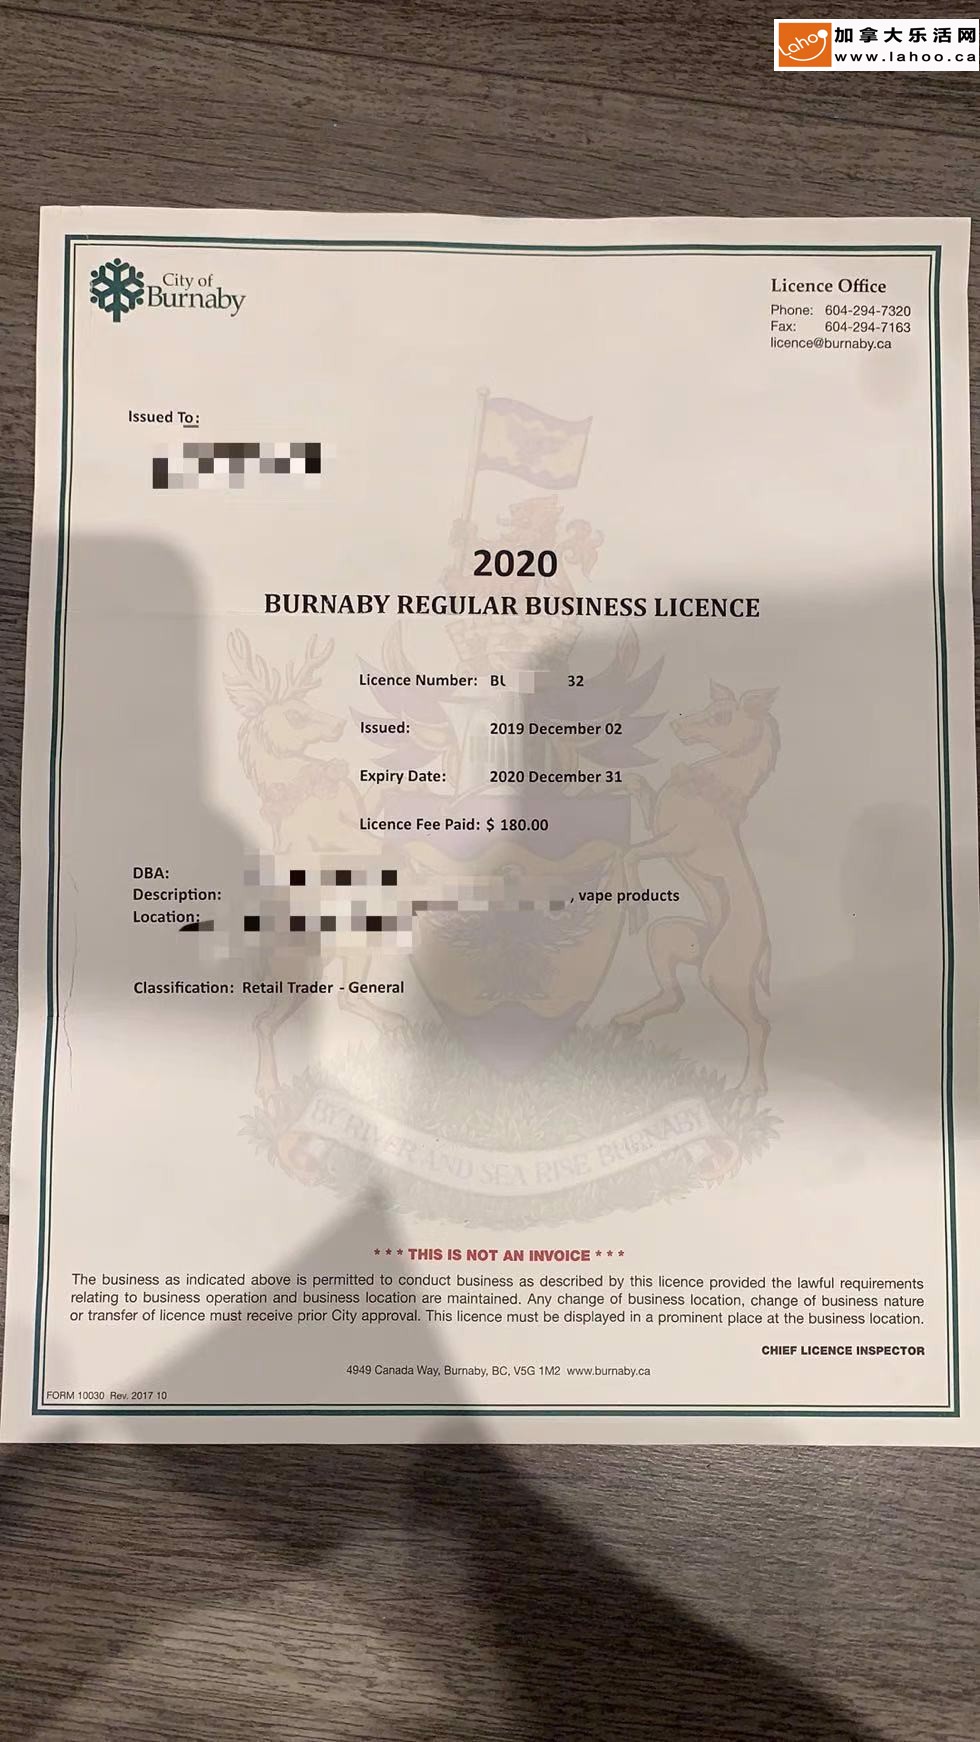 Lahoo
加拿大乐活网
www.lahoo.ca
City of
Burnaby
Licence Office
Phone: 604-294-7320
Fax: 604-294-7163
licence@burnaby.ca
Issued To:
2020
BURNABY REGULAR BUSINESS LICENCE
Licence Number: BU 32
Issued: 2019 December 02
Expiry Date: 2020 December 31
Licence Fee Paid: $ 180.00
DBA:
Description: , vape products
Location:
Classification: Retail Trader - General
BY RIVER AND SEA RISE BURNABY
* * * THIS IS NOT AN INVOICE * * *
The business as indicated above is permitted to conduct business as described by this licence provided the lawful requirements
relating to business operation and business location are maintained. Any change of business location, change of business nature
or transfer of licence must receive prior City approval. This licence must be displayed in a prominent place at the business location.
CHIEF LICENCE INSPECTOR
4949 Canada Way, Burnaby, BC, V5G 1M2 www.burnaby.ca
FORM 10030 Rev. 2017 10